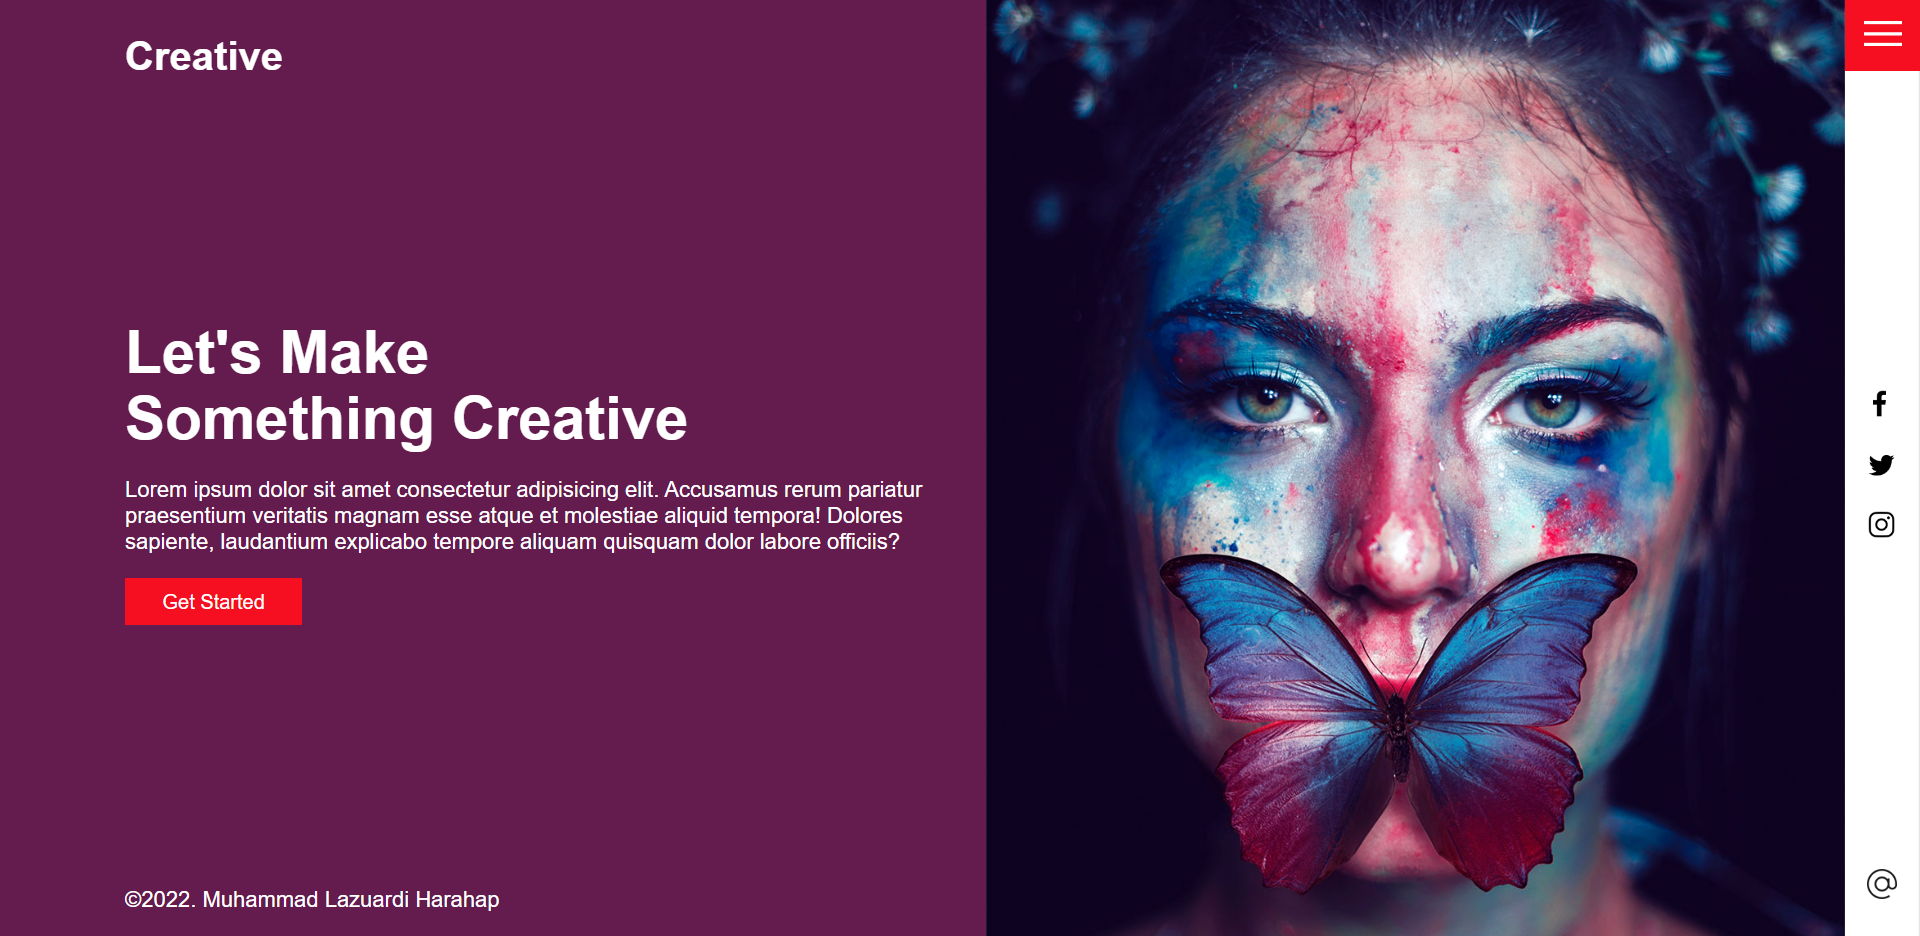 Creative
Let's Make
Something Creative
Lorem ipsum dolor sit amet consectetur adipisicing elit. Accusamus rerum pariatur
praesentium veritatis magnam esse atque et molestiae aliquid tempora! Dolores
sapiente, laudantium explicabo tempore aliquam quisquam dolor labore officiis?
Get Started
©2022. Muhammad Lazuardi Harahap